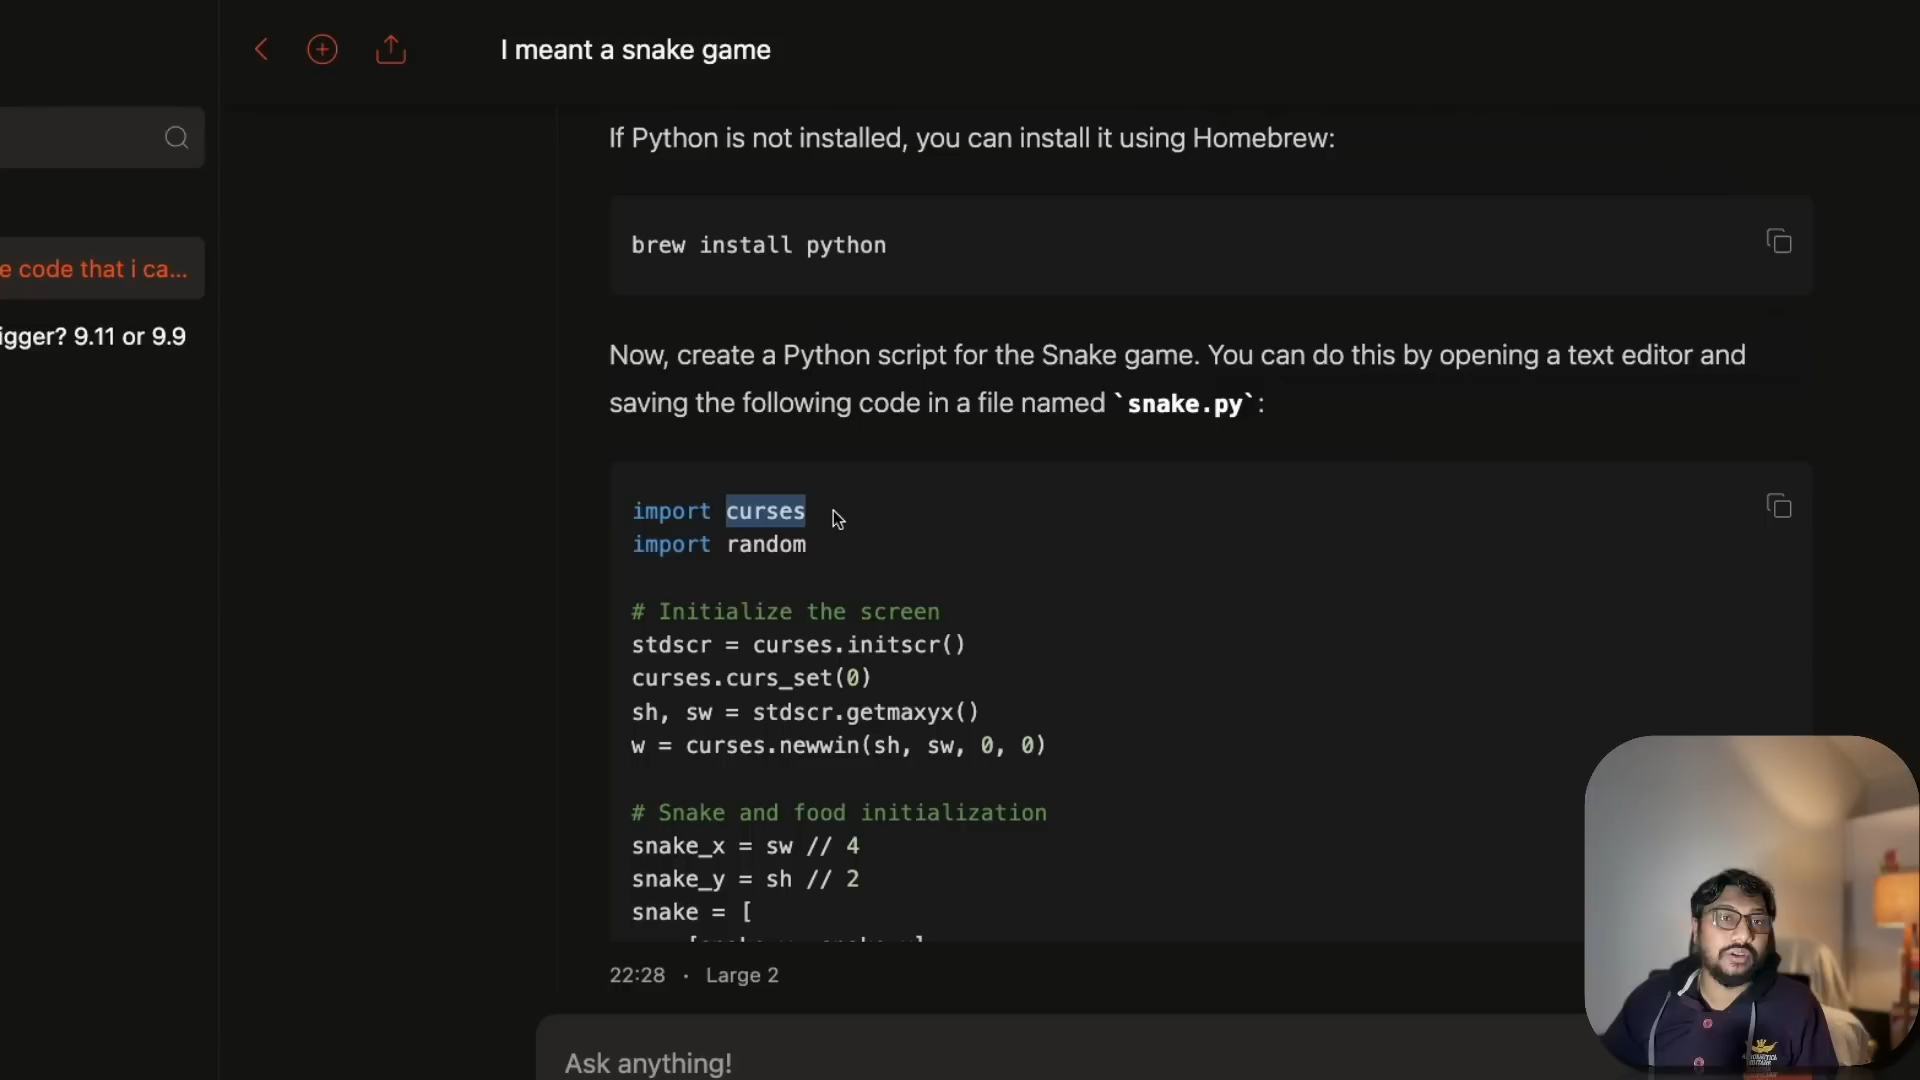 I meant a snake game
e code that i ca...
igger? 9.11 or 9.9
If Python is not installed, you can install it using Homebrew:
brew install python
Now, create a Python script for the Snake game. You can do this by opening a text editor and
saving the following code in a file named `snake.py`:
import curses
import random
# Initialize the screen
stdscr = curses.initscr()
curses.curs_set(0)
sh, sw = stdscr.getmaxyx()
w = curses.newwin(sh, sw, 0, 0)
# Snake and food initialization
snake_x = sw // 4
snake_y = sh // 2
snake = [
22:28 · Large 2
Ask anything!